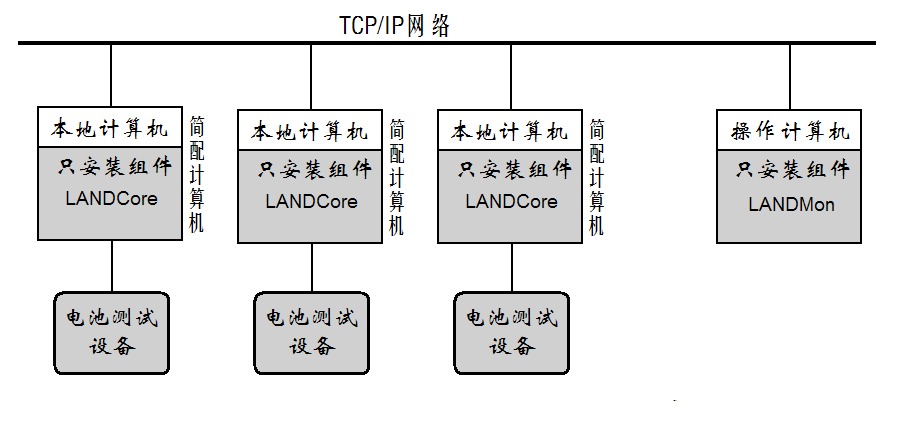 TCP/IP网络
本地计算机
只安装组件
LANDCore
简配计算机
电池测试
设备
本地计算机
只安装组件
LANDCore
简配计算机
电池测试
设备
本地计算机
只安装组件
LANDCore
简配计算机
电池测试
设备
操作计算机
只安装组件
LANDMon